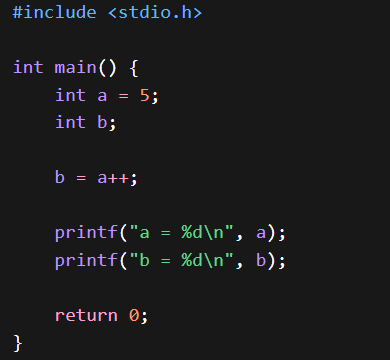 #include <stdio.h>

int main() {
    int a = 5;
    int b;

    b = a++;

    printf("a = %d\n", a);
    printf("b = %d\n", b);

    return 0;
}